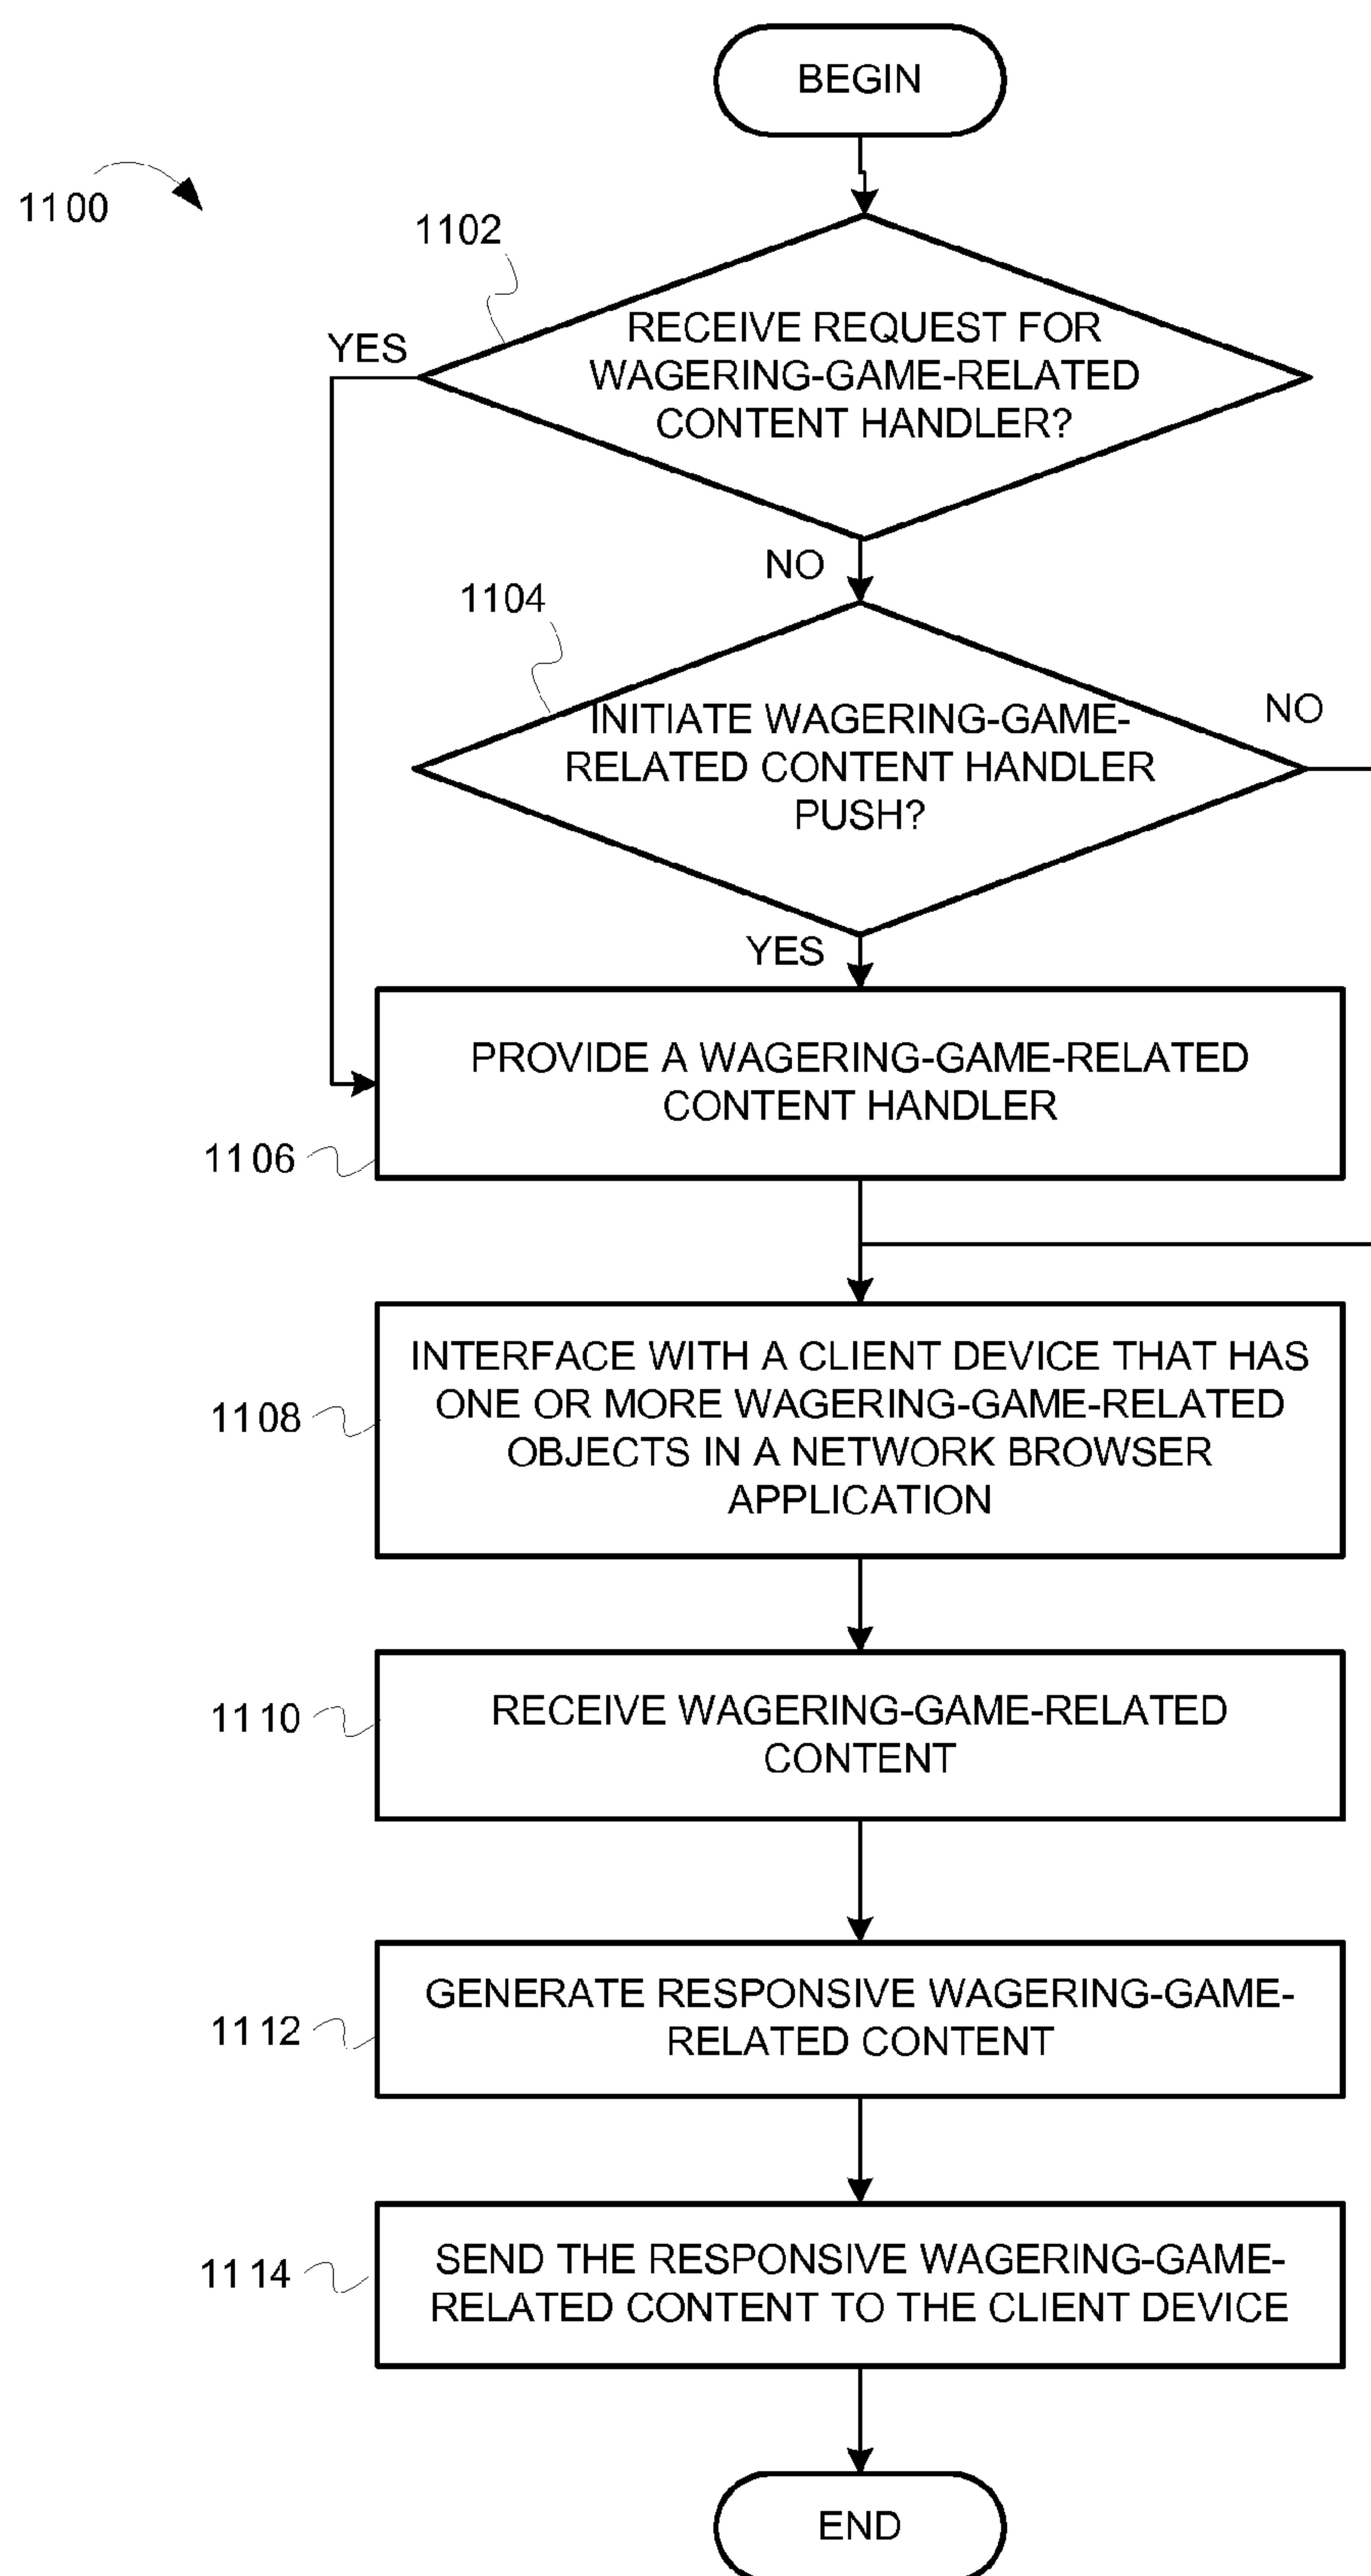 BEGIN
1100
1102
YES
RECEIVE REQUEST FOR
WAGERING-GAME-RELATED
CONTENT HANDLER?
NO
1104
INITIATE WAGERING-GAME-
RELATED CONTENT HANDLER
PUSH?
NO
YES
PROVIDE A WAGERING-GAME-RELATED
CONTENT HANDLER
1106
INTERFACE WITH A CLIENT DEVICE THAT HAS
ONE OR MORE WAGERING-GAME-RELATED
OBJECTS IN A NETWORK BROWSER
APPLICATION
1108
RECEIVE WAGERING-GAME-RELATED
CONTENT
1110
GENERATE RESPONSIVE WAGERING-GAME-
RELATED CONTENT
1112
SEND THE RESPONSIVE WAGERING-GAME-
RELATED CONTENT TO THE CLIENT DEVICE
1114
END